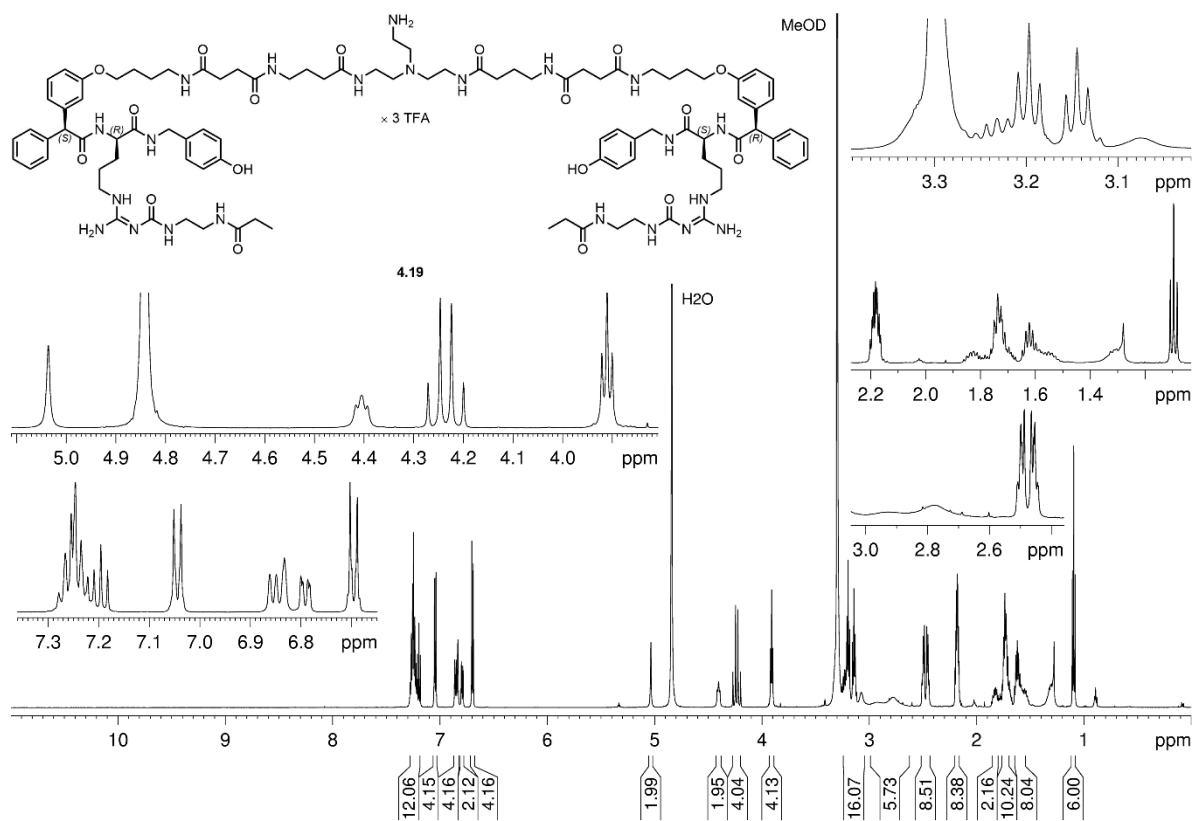 NH2
O
H
N
O
O
N
H
O
H
N
O
N
H
N
H
N
O
O
N
H
O
H
N
O
N
H
O
× 3 TFA
(S)
O
H
N
(R)
O
N
H
OH
NH
H2N
N
O
N
H
H
N
O
HO
N
H
O
(S)
H
N
O
(R)
O
N
H
H
N
O
N
HN
NH2
4.19
MeOD
H2O
3.3 3.2 3.1 ppm
2.2 2.0 1.8 1.6 1.4 ppm
3.0 2.8 2.6 ppm
5.0 4.9 4.8 4.7 4.6 4.5 4.4 4.3 4.2 4.1 4.0 ppm
7.3 7.2 7.1 7.0 6.9 6.8 ppm
10 9 8 7 6 5 4 3 2 1 ppm
12.06 4.15 4.16 2.12 4.16 1.99 1.95 4.04 4.13 16.07 5.73 8.51 8.38 2.16 10.24 8.04 6.00